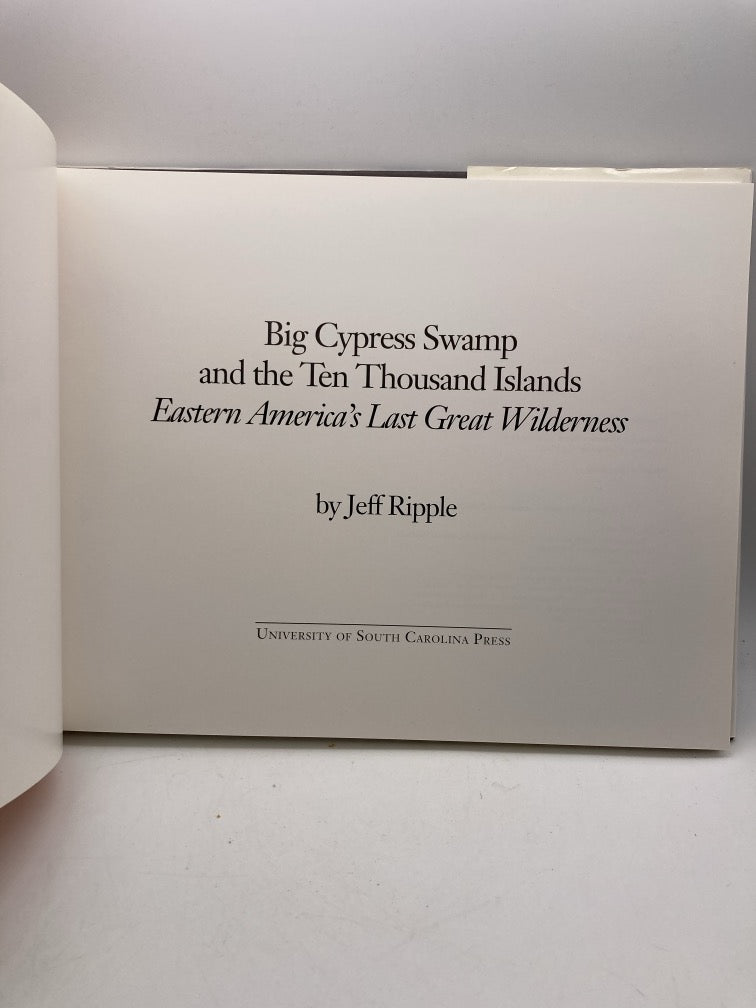 Big Cypress Swamp
and the Ten Thousand Islands
Eastern America's Last Great Wilderness
by Jeff Ripple
University of South Carolina Press